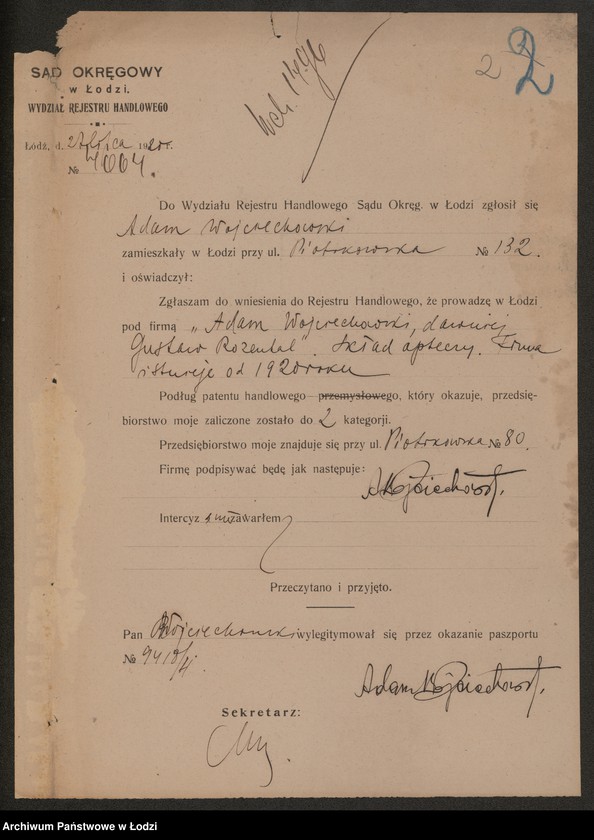 2
2
SĄD OKRĘGOWY
w Łodzi.
WYDZIAŁ REJESTRU HANDLOWEGO
Łódź, d. 27 lipca 1920 r.
№ 4004.
Do Wydziału Rejestru Handlowego Sądu Okręg. w Łodzi zgłosił się
Adam Wojciechowski
zamieszkały w Łodzi przy ul. Piotrkowska № 132.
i oświadczył:
Zgłaszam do wniesienia do Rejestru Handlowego, że prowadzę w Łodzi
pod firmą „Adam Wojciechowski, dawniej
Gustaw Rozental". Skład apteczny. Firma
istnieje od 1920 roku
Podług patentu handlowego przemysłowego, który okazuje, przedsię-
biorstwo moje zaliczone zostało do 2 kategorji.
Przedsiębiorstwo moje znajduje się przy ul. Piotrkowska № 80.
Firmę podpisywać będę jak następuje:
AWojciechowski.
Intercyz nie zawarłem
Przeczytano i przyjęto.
Pan Wojciechowski wylegitymował się przez okazanie paszportu
№
Adam Wojciechowski.
Sekretarz:
Archiwum Państwowe w Łodzi